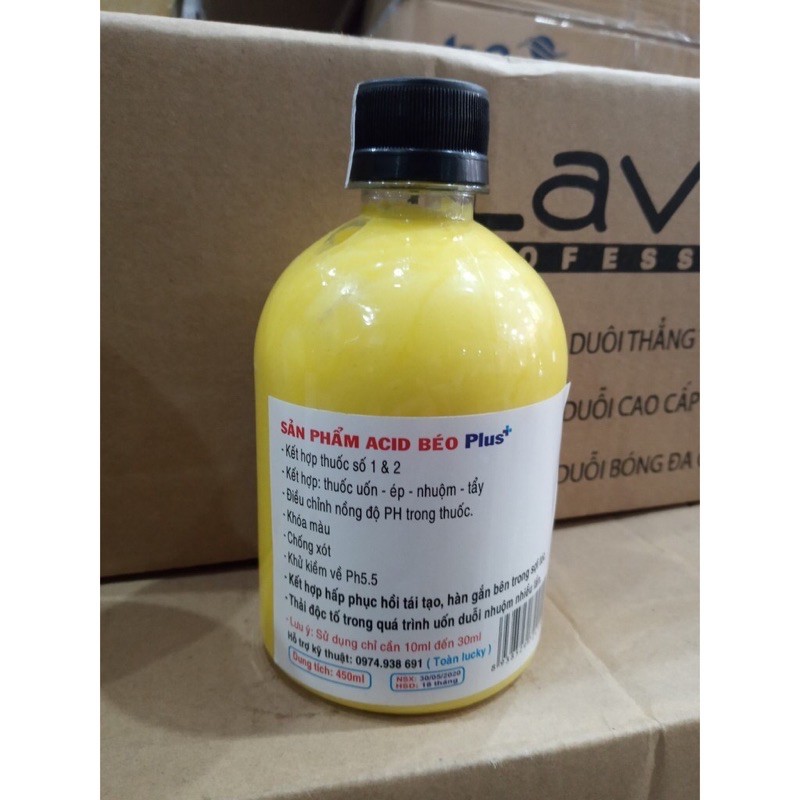 Lav
OFESS
DUÔI THẲNG
DUỖI CAO CẤP
DUỖI BÓNG ĐA
SẢN PHẨM ACID BÉO Plus+
- Kết hợp thuốc số 1 & 2
- Kết hợp: thuốc uốn - ép - nhuộm - tẩy
- Điều chỉnh nồng độ PH trong thuốc.
- Khóa màu
- Chống xót
- Khử kiềm về Ph5.5
- Kết hợp hấp phục hồi tái tạo, hàn gắn bên trong sợi
- Thải độc tố trong quá trình uốn duỗi nhuộm nhiều lần.
- Lưu ý: Sử dụng chỉ cần 10ml đến 30ml
Hỗ trợ kỹ thuật: 0974.938 691 ( Toàn lucky )
Dung tích: 450ml
NSX: 30/05/2020
HSD: 18 tháng